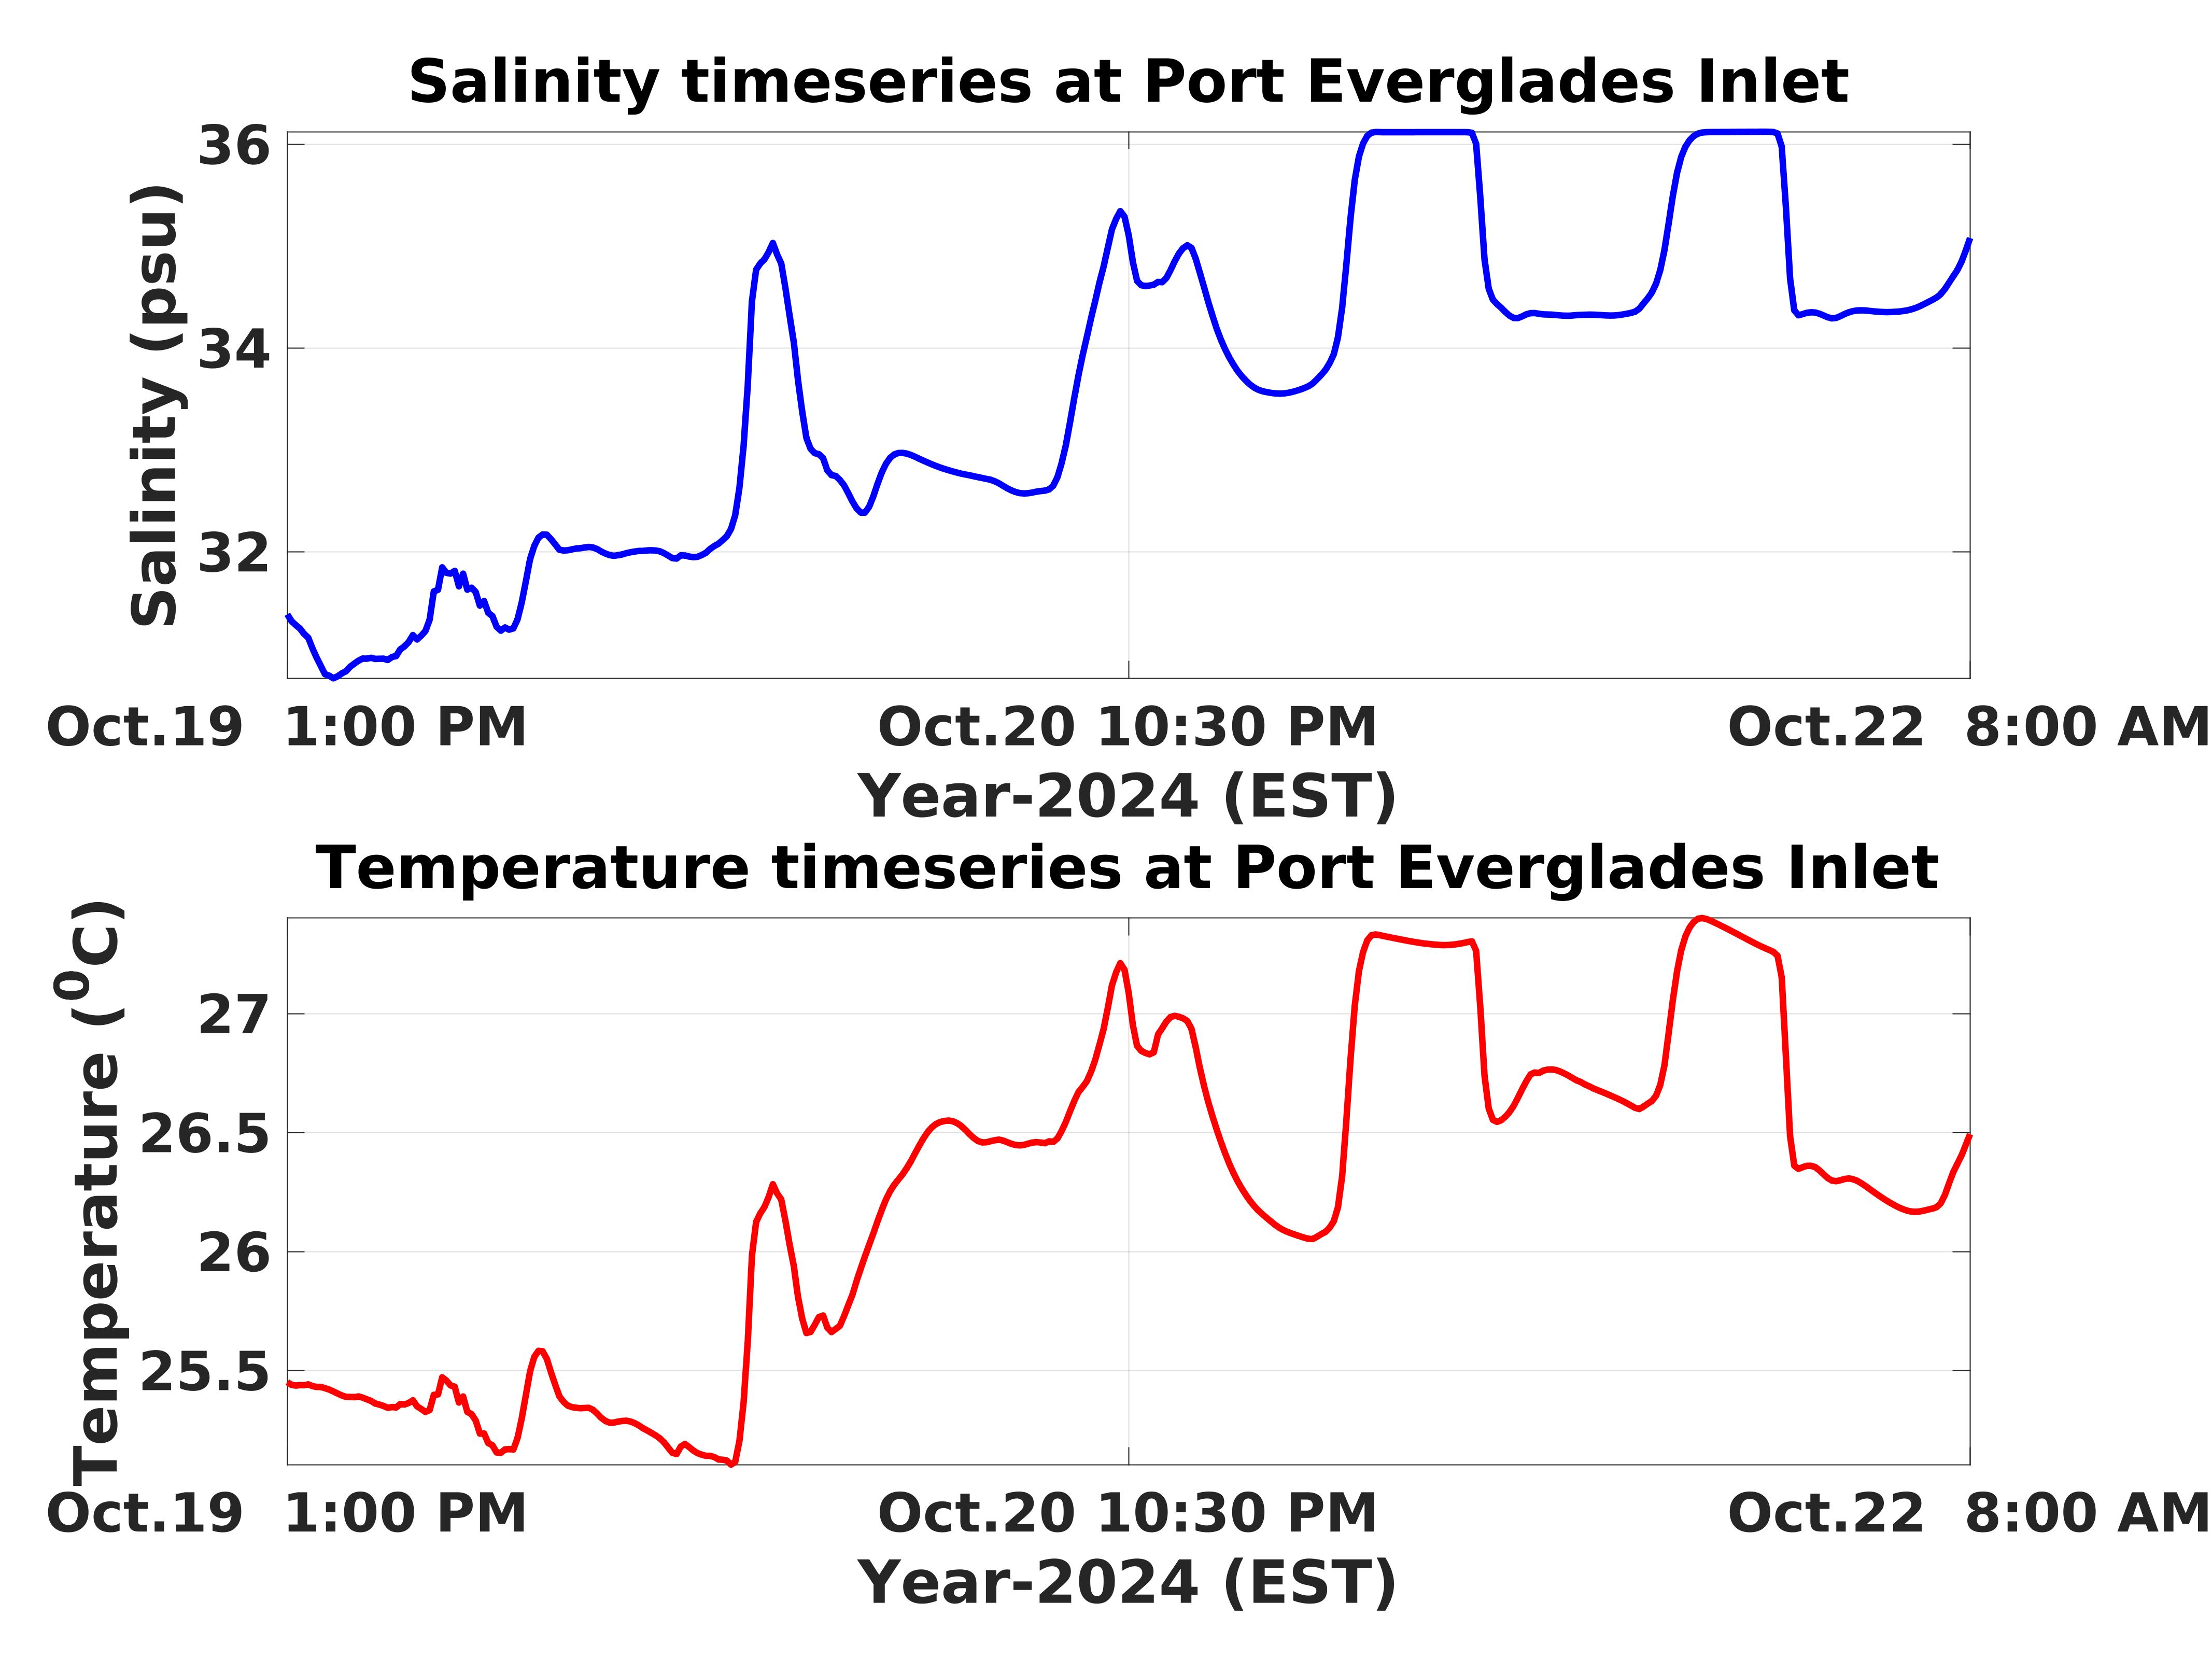 Salinity timeseries at Port Everglades Inlet
Salinity (psu)
36
34
32
Oct.19  1:00 PM
Oct.20 10:30 PM
Oct.22  8:00 AM
Year-2024 (EST)
Temperature timeseries at Port Everglades Inlet
Temperature (⁰C)
27
26.5
26
25.5
Oct.19  1:00 PM
Oct.20 10:30 PM
Oct.22  8:00 AM
Year-2024 (EST)